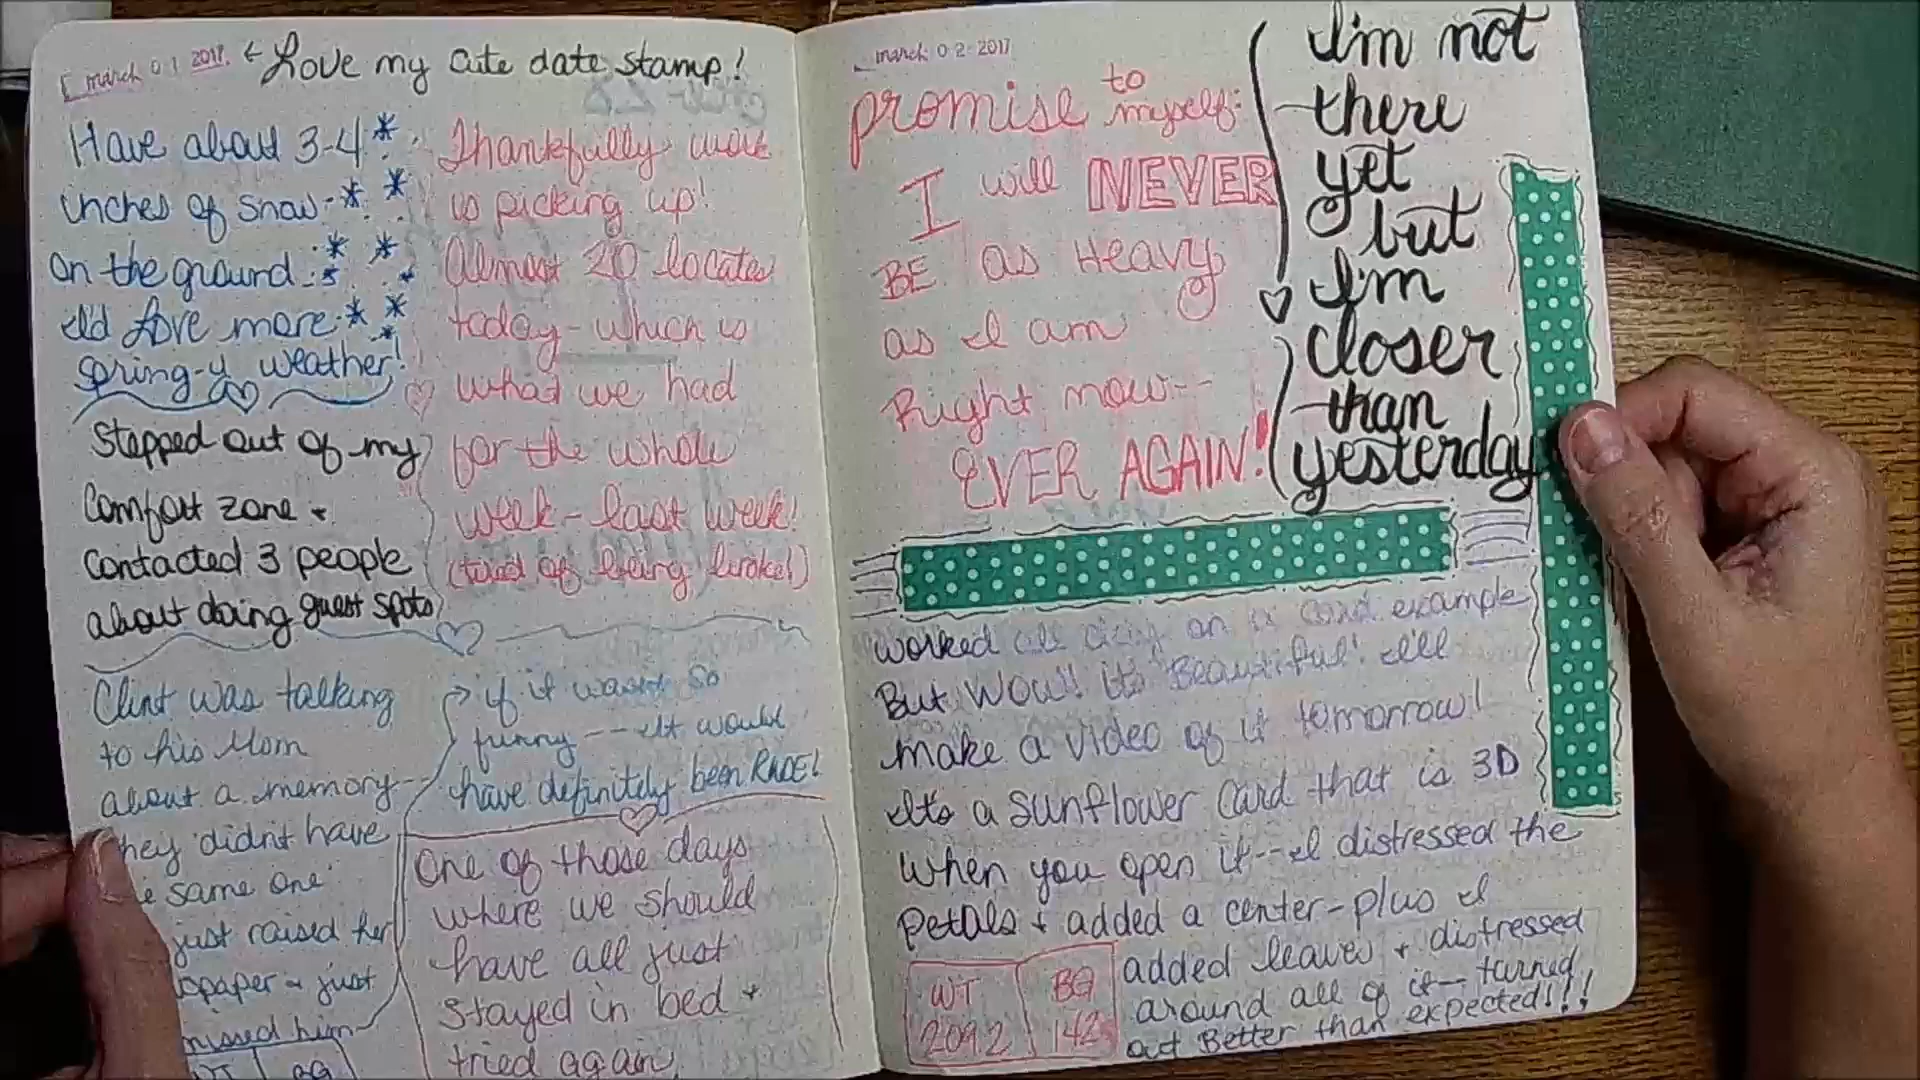 march 01 2017. ← Love my cute date stamp!
Have about 3-4
inches of snow
on the ground
I'd Love more
spring-y weather!
Stepped out of my
comfort zone +
contacted 3 people
about doing guest spots
Clint was talking
to his Mom
about a memory
they didn't have
same one
just raised her
paper + just
missed him
WT BG
Thankfully work
is picking up!
Almost 20 locates
today - which is
what we had
for the whole
week - last week!
(tired of being broke!)
if it wasn't so
funny -- It would
have definitely been RUDE!
One of those days
where we should
have all just
stayed in bed +
tried again
march 02 2017
promise to
myself:
I will NEVER
BE as Heavy
as I am
Right now--
EVER AGAIN!
I'm not
there
yet
but
I'm
closer
than
yesterday
worked all day on a card example
But WOW! its Beautiful! I'll
make a video of it tomorrow!
It's a sunflower card that is 3D
when you open it -- I distressed the
petals + added a center - plus I
added leaves + distressed
around all of it - turned
out Better than expected!!!
WT BG
209.2 142